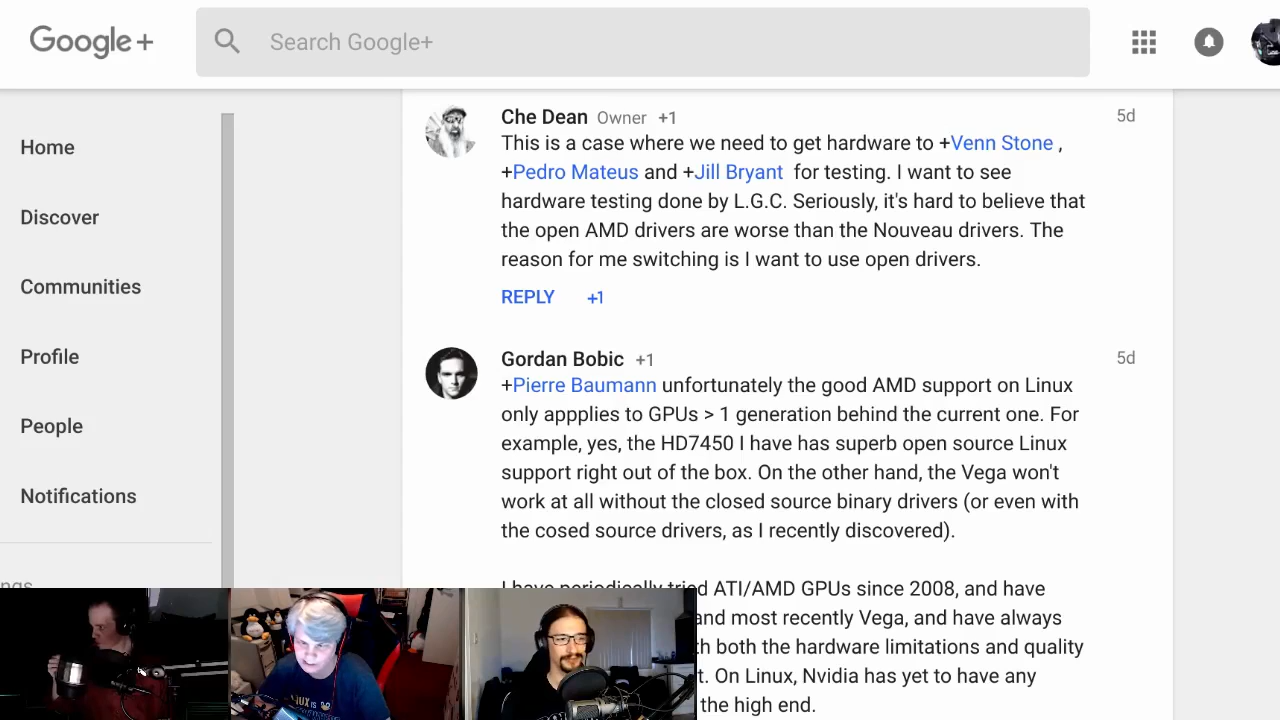 Google+
Search Google+
Home
Discover
Communities
Profile
People
Notifications
ngs
Che Dean Owner +1
5d
This is a case where we need to get hardware to +Venn Stone ,
+Pedro Mateus and +Jill Bryant for testing. I want to see
hardware testing done by L.G.C. Seriously, it's hard to believe that
the open AMD drivers are worse than the Nouveau drivers. The
reason for me switching is I want to use open drivers.
REPLY +1
Gordan Bobic +1
5d
+Pierre Baumann unfortunately the good AMD support on Linux
only appplies to GPUs > 1 generation behind the current one. For
example, yes, the HD7450 I have has superb open source Linux
support right out of the box. On the other hand, the Vega won't
work at all without the closed source binary drivers (or even with
the cosed source drivers, as I recently discovered).
I have periodically tried ATI/AMD GPUs since 2008, and have
and most recently Vega, and have always
th both the hardware limitations and quality
t. On Linux, Nvidia has yet to have any
the high end.